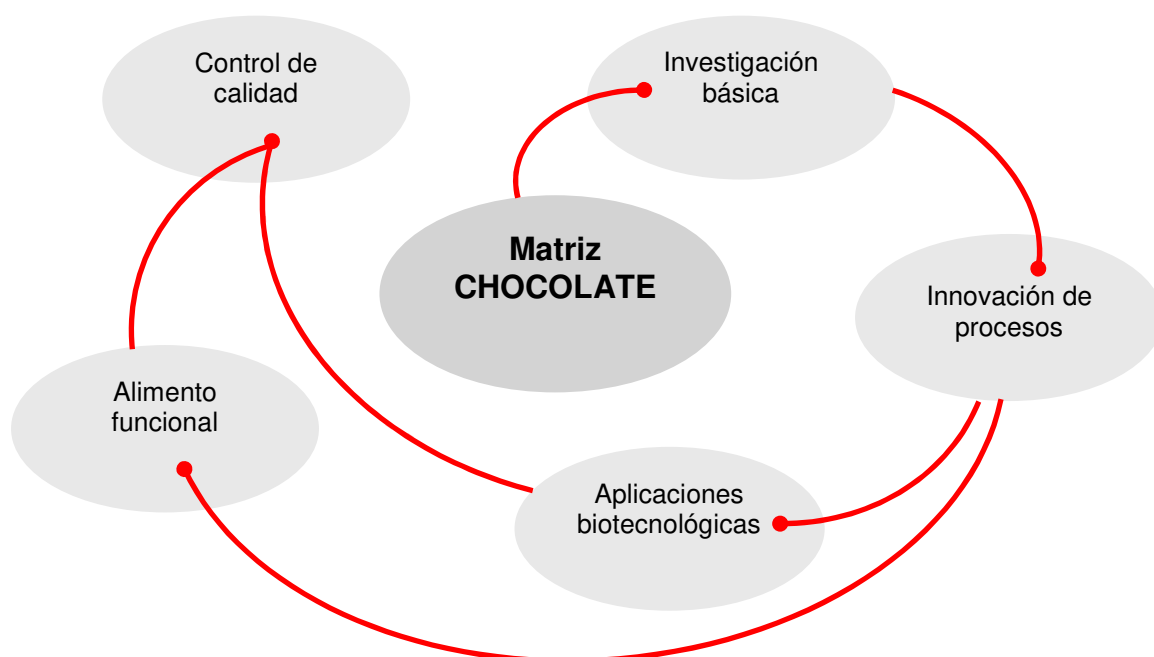 Control de
calidad
Investigación
básica
Matriz
CHOCOLATE
Innovación de
procesos
Alimento
funcional
Aplicaciones
biotecnológicas